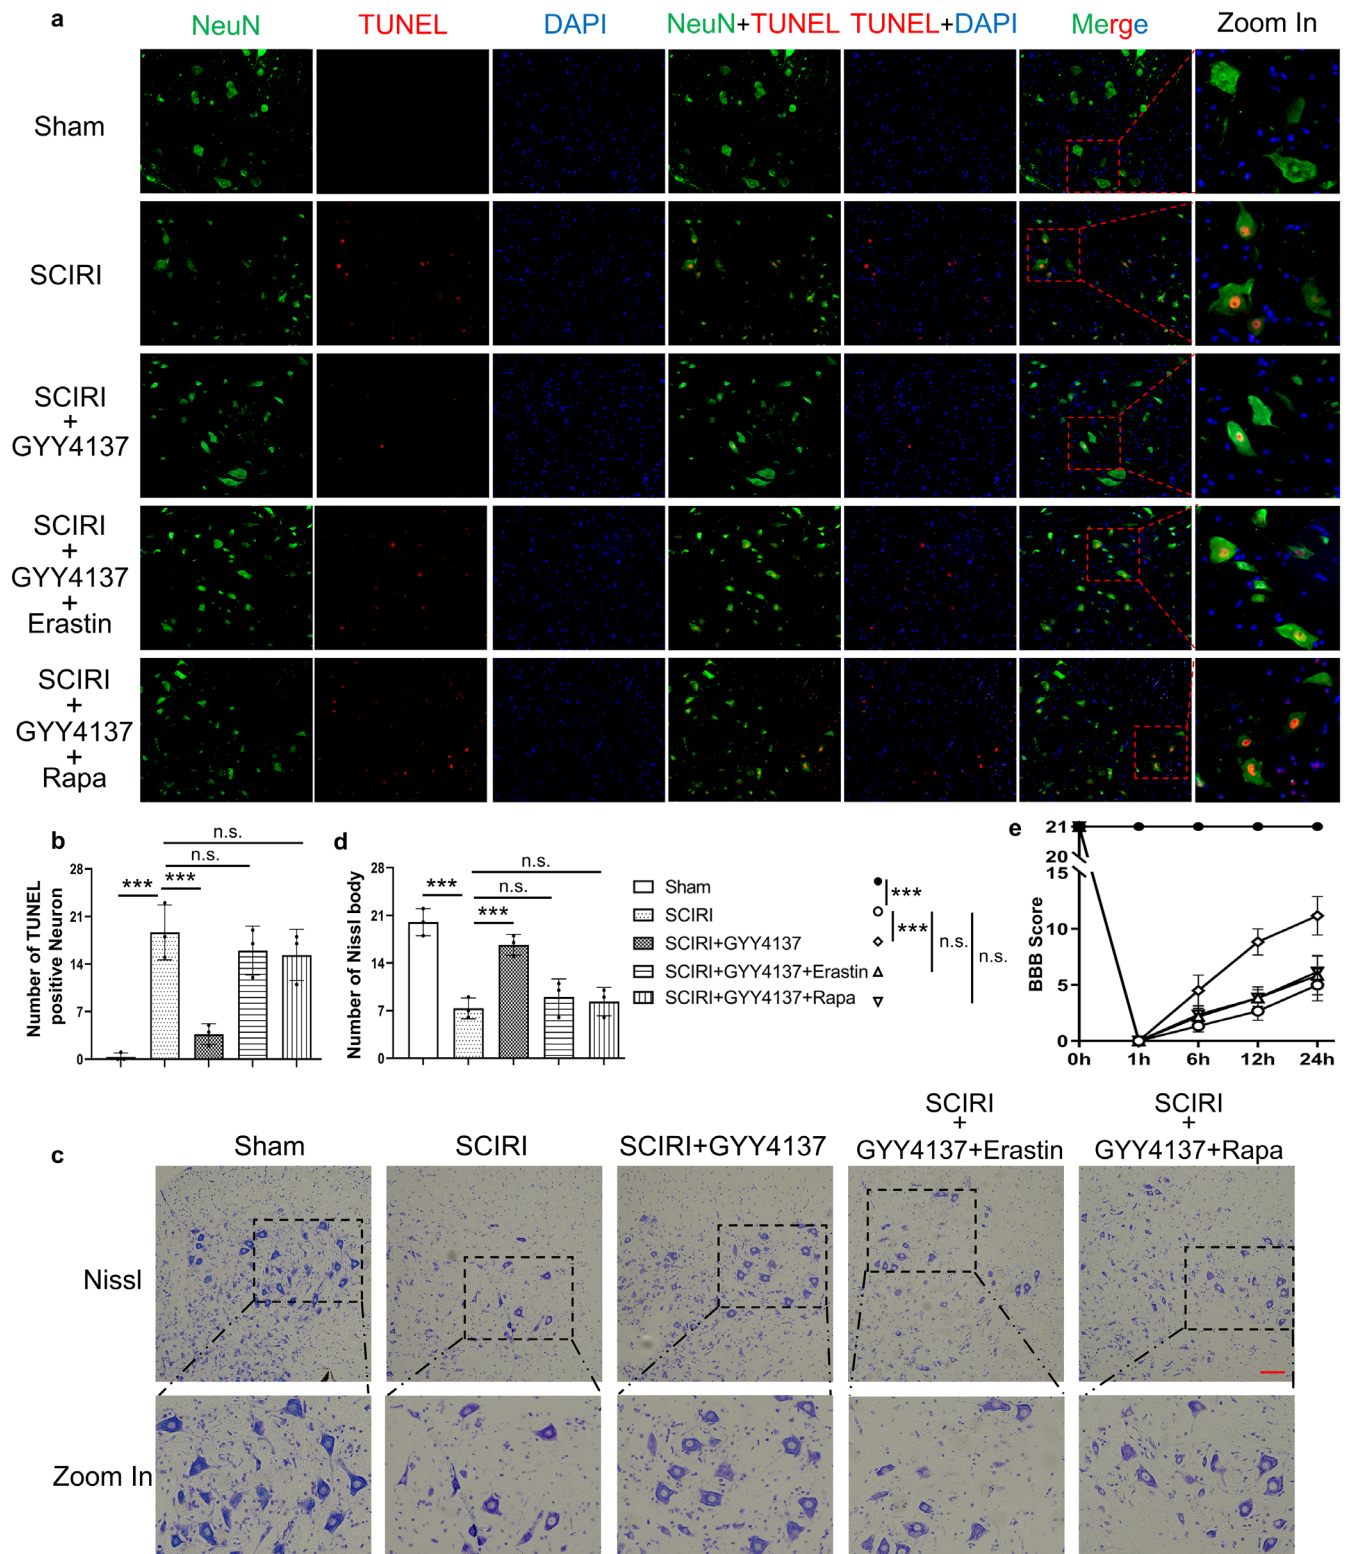 a
NeuN
TUNEL
DAPI
NeuN+TUNEL
TUNEL+DAPI
Merge
Zoom In
Sham
SCIRI
SCIRI
+
GYY4137
SCIRI
+
GYY4137
+
Erastin
SCIRI
+
GYY4137
+
Rapa
b
Number of TUNEL
positive Neuron
28
21
14
7
0
***
***
n.s.
n.s.
d
Number of Nissl body
28
21
14
7
0
***
***
n.s.
n.s.
Sham
SCIRI
SCIRI+GYY4137
SCIRI+GYY4137+Erastin
SCIRI+GYY4137+Rapa
***
***
n.s.
n.s.
e
BBB Score
21
20
15
10
5
0
0h
1h
6h
12h
24h
c
Sham
SCIRI
SCIRI+GYY4137
SCIRI
+
GYY4137+Erastin
SCIRI
+
GYY4137+Rapa
Nissl
Zoom In